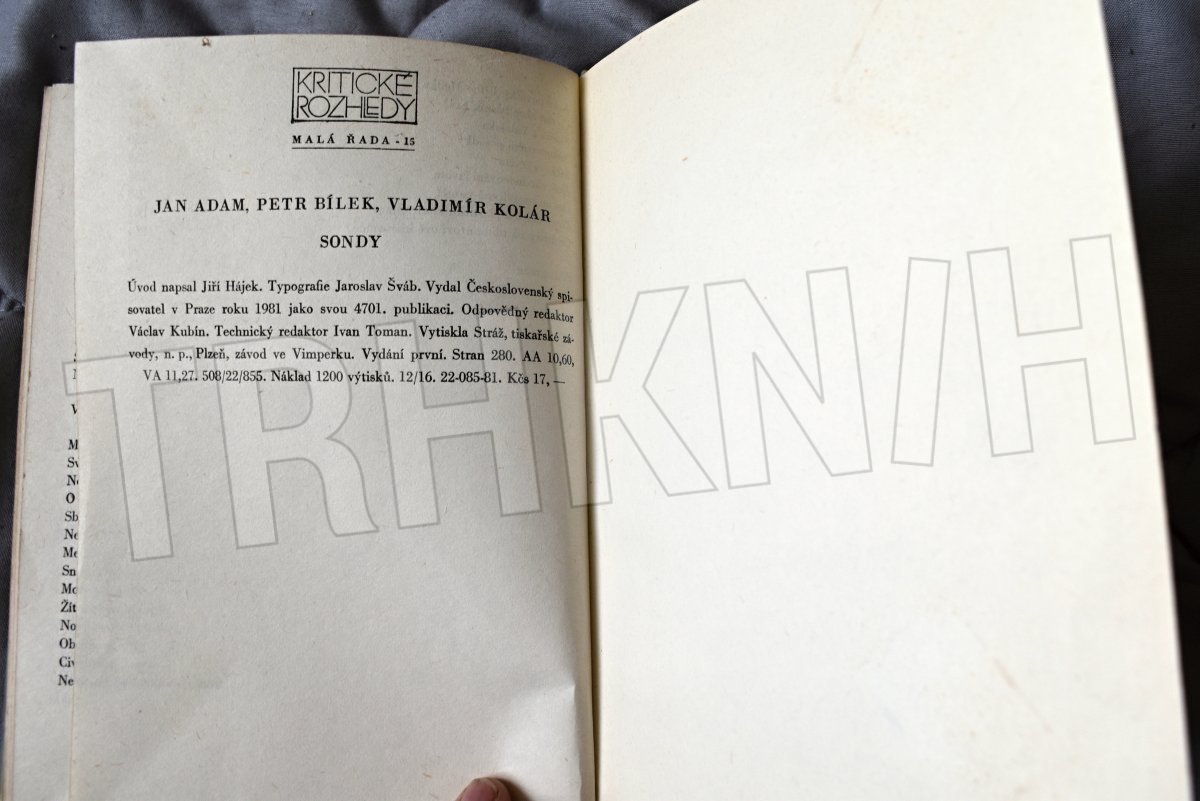 KRITICKÉ
ROZHLEDY
MALÁ ŘADA - 15
JAN ADAM, PETR BÍLEK, VLADIMÍR KOLÁR
SONDY
Úvod napsal Jiří Hájek. Typografie Jaroslav Šváb. Vydal Československý spi-
sovatel v Praze roku 1981 jako svou 4701. publikaci. Odpovědný redaktor
Václav Kubín. Technický redaktor Ivan Toman. Vytiskla Stráž, tiskařské zá-
vody, n. p., Plzeň, závod ve Vimperku. Vydání první. Stran 280. AA 10,60,
VA 11,27. 508/22/855. Náklad 1200 výtisků. 12/16. 22-085-81. Kčs 17, —
TRHKNIH